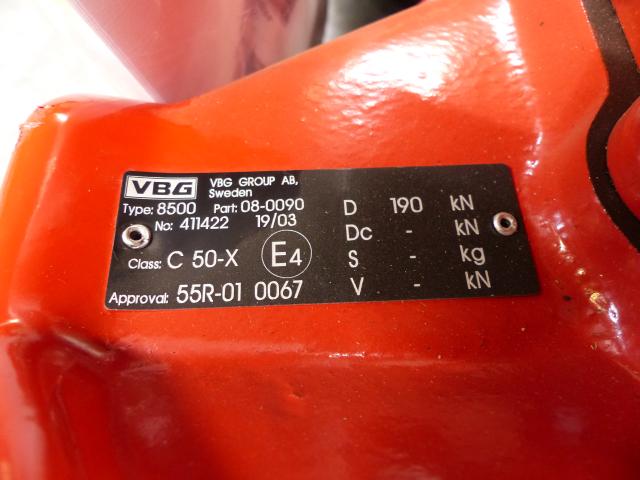 VBG VBG GROUP AB,
Sweden
Type: 8500 Part: 08-0090
No: 411422 19/03
Class: C 50-X E4
Approval: 55R-01 0067
D 190 kN
Dc - kN
S - kg
V - kN